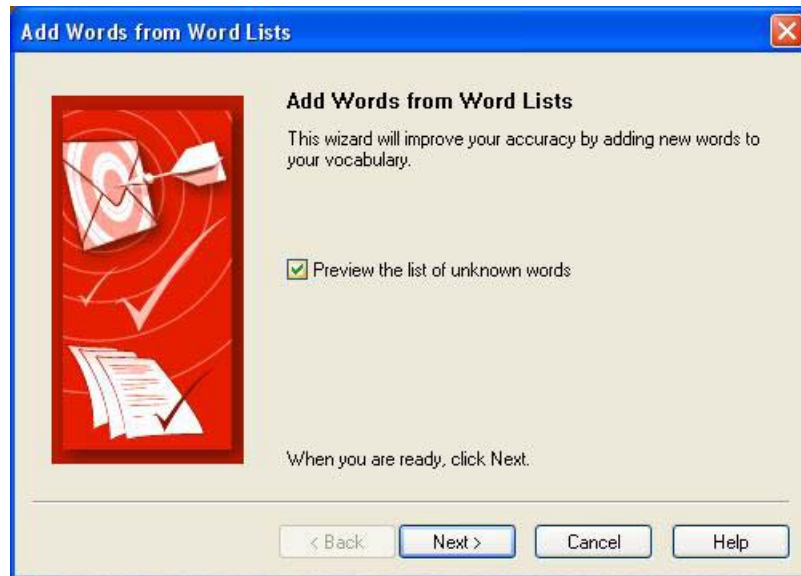 Add Words from Word Lists
Add Words from Word Lists
This wizard will improve your accuracy by adding new words to
your vocabulary.
Preview the list of unknown words
When you are ready, click Next.
< Back
Next >
Cancel
Help